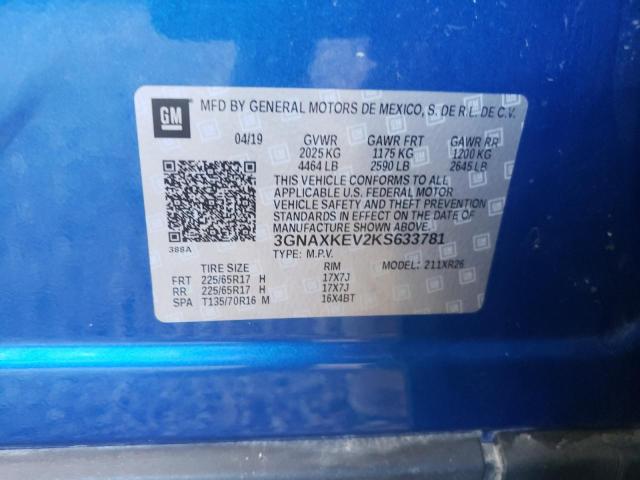 GM MFD BY GENERAL MOTORS DE MEXICO, S. DE R.L. DE C.V.
04/19 GVWR GAWR FRT GAWR RR
2025 KG 1175 KG 1200 KG
4464 LB 2590 LB 2645 LB
THIS VEHICLE CONFORMS TO ALL
APPLICABLE U.S. FEDERAL MOTOR
VEHICLE SAFETY AND THEFT PREVENTION
STANDARDS IN EFFECT ON THE DATE OF
MANUFACTURE SHOWN ABOVE.
3GNAXKEV2KS633781
388A TYPE: M.P.V. MODEL: 211XR26
TIRE SIZE RIM
FRT 225/65R17 H 17X7J
RR 225/65R17 H 17X7J
SPA T135/70R16 M 16X4BT